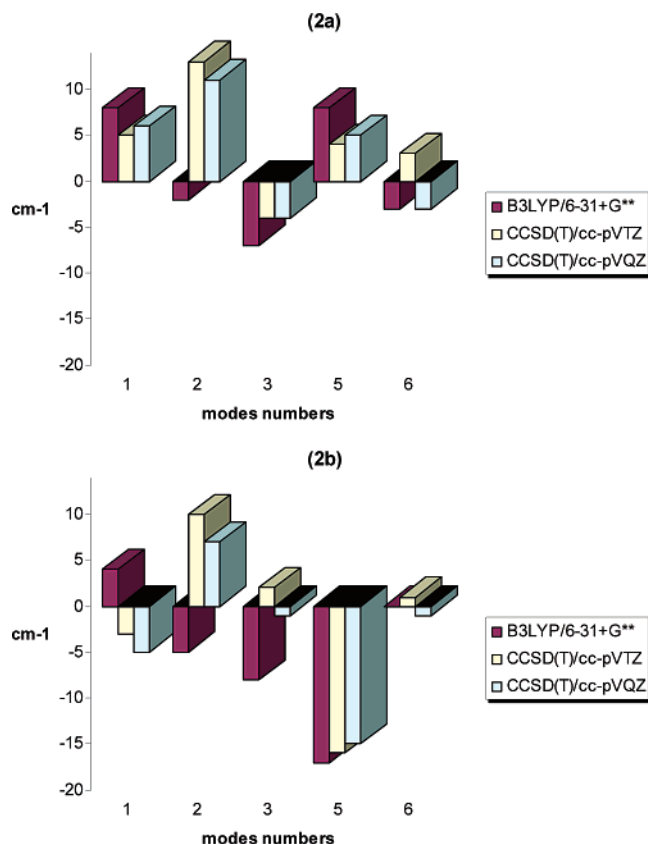 (2a)
10
5
0
cm-1
-5
-10
-15
-20
1 2 3 5 6
modes numbers
B3LYP/6-31+G**
CCSD(T)/cc-pVTZ
CCSD(T)/cc-pVQZ
(2b)
10
5
0
cm-1
-5
-10
-15
-20
1 2 3 5 6
modes numbers
B3LYP/6-31+G**
CCSD(T)/cc-pVTZ
CCSD(T)/cc-pVQZ